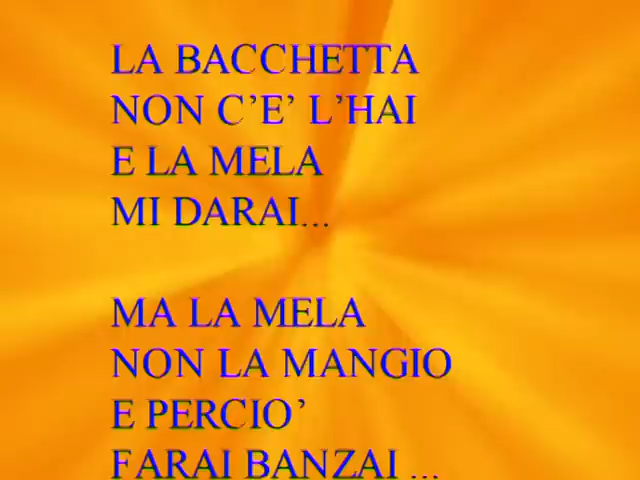 LA BACCHETTA
NON C'E' L'HAI
E LA MELA
MI DARAI...
MA LA MELA
NON LA MANGIO
E PERCIO'
FARAI BANZAI ...